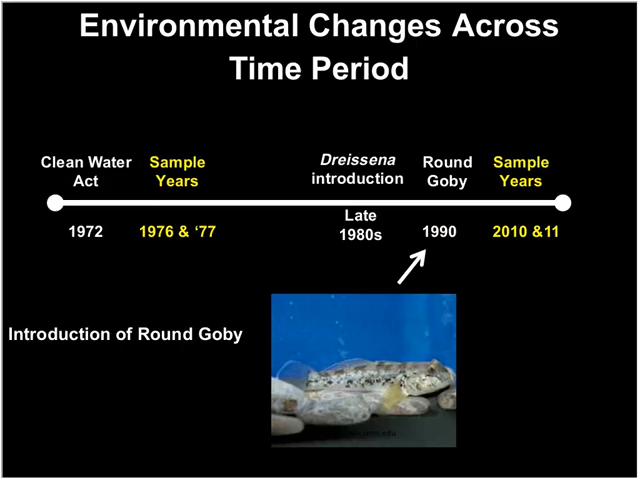 Environmental Changes Across
Time Period
Clean Water
Act
Sample
Years
Dreissena
introduction
Round
Goby
Sample
Years
1972
1976 & ‘77
Late
1980s
1990
2010 &11
Introduction of Round Goby